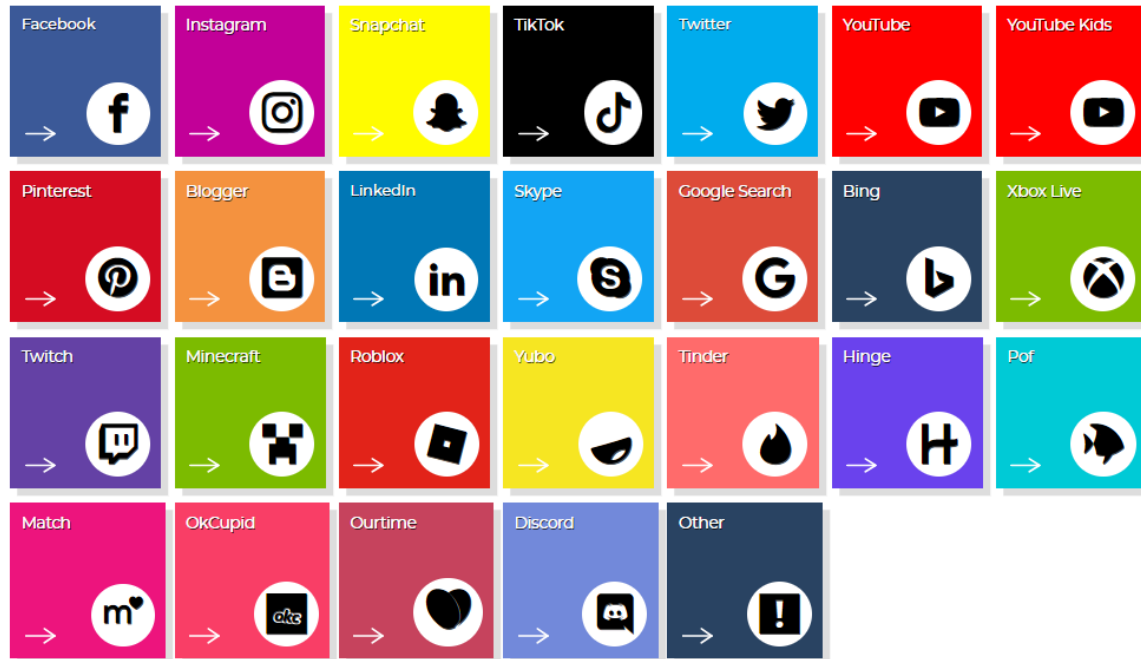 Facebook
Instagram
Snapchat
TikTok
Twitter
YouTube
YouTube Kids
Pinterest
Blogger
LinkedIn
Skype
Google Search
Bing
Xbox Live
Twitch
Minecraft
Roblox
Yubo
Tinder
Hinge
Pof
Match
OkCupid
okc
Ourtime
Discord
Other